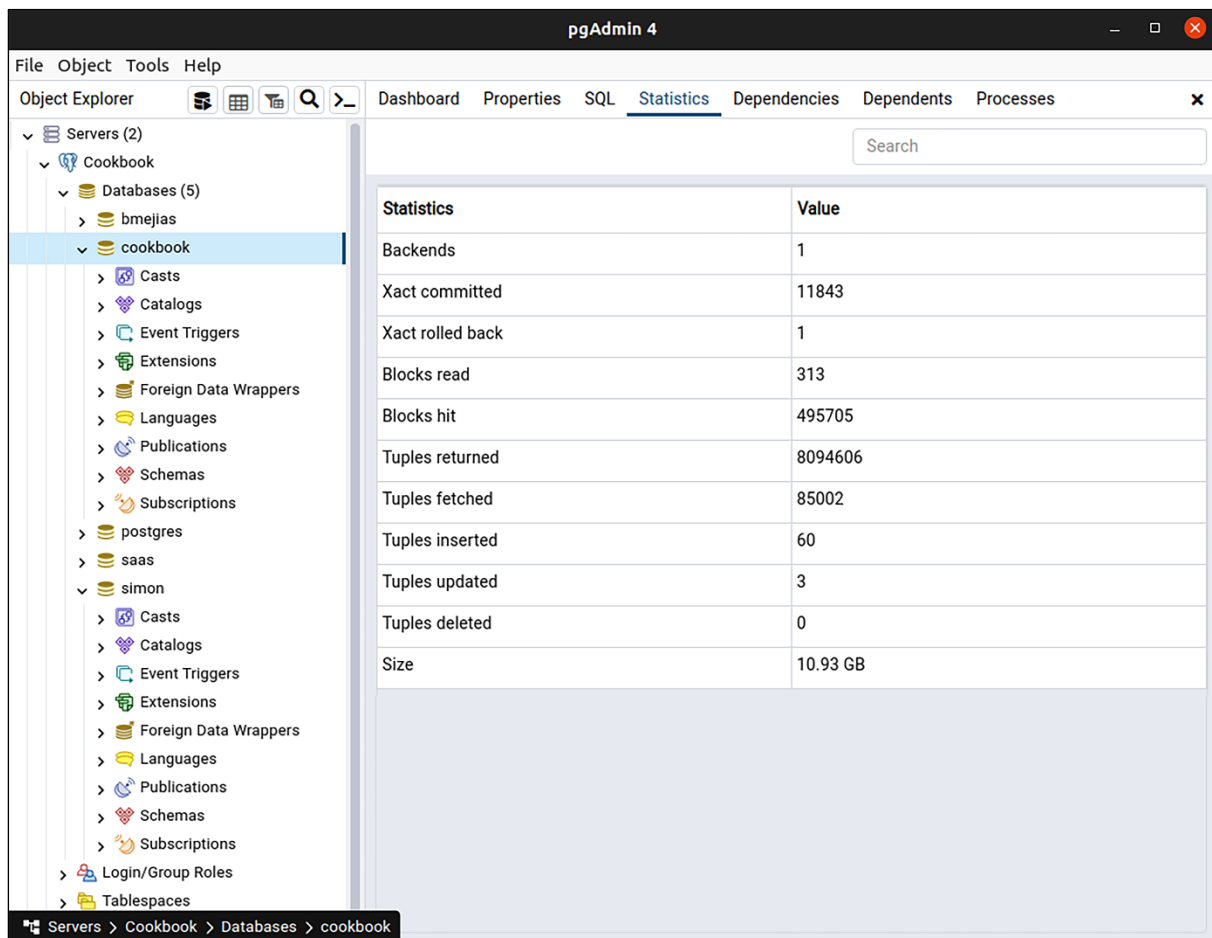 pgAdmin 4
File Object Tools Help
Object Explorer
Dashboard Properties SQL Statistics Dependencies Dependents Processes
Servers (2)
Cookbook
Databases (5)
bmejias
cookbook
Casts
Catalogs
Event Triggers
Extensions
Foreign Data Wrappers
Languages
Publications
Schemas
Subscriptions
postgres
saas
simon
Casts
Catalogs
Event Triggers
Extensions
Foreign Data Wrappers
Languages
Publications
Schemas
Subscriptions
Login/Group Roles
Tablespaces
Servers > Cookbook > Databases > cookbook
Search
Statistics Value
Backends 1
Xact committed 11843
Xact rolled back 1
Blocks read 313
Blocks hit 495705
Tuples returned 8094606
Tuples fetched 85002
Tuples inserted 60
Tuples updated 3
Tuples deleted 0
Size 10.93 GB